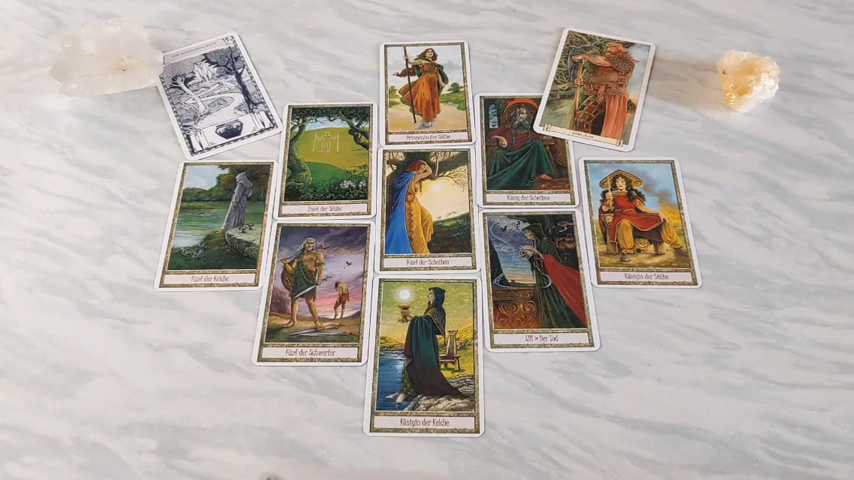 Prinzessin der Stäbe
Zwei der Stäbe
König der Scheiben
Fünf der Kelche
Fünf der Scheiben
Königin der Stäbe
Fünf der Schwerter
XIII ~ Der Tod
Königin der Kelche